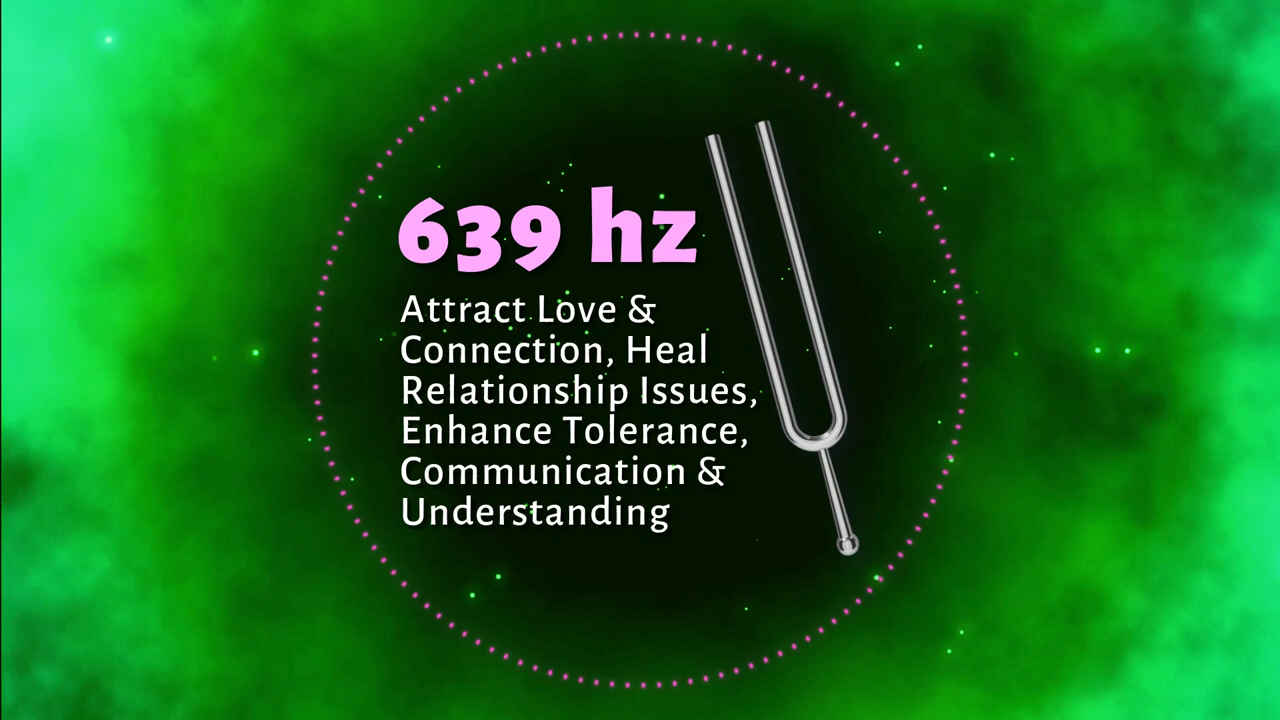 639 hz
Attract Love &
Connection, Heal
Relationship Issues,
Enhance Tolerance,
Communication &
Understanding